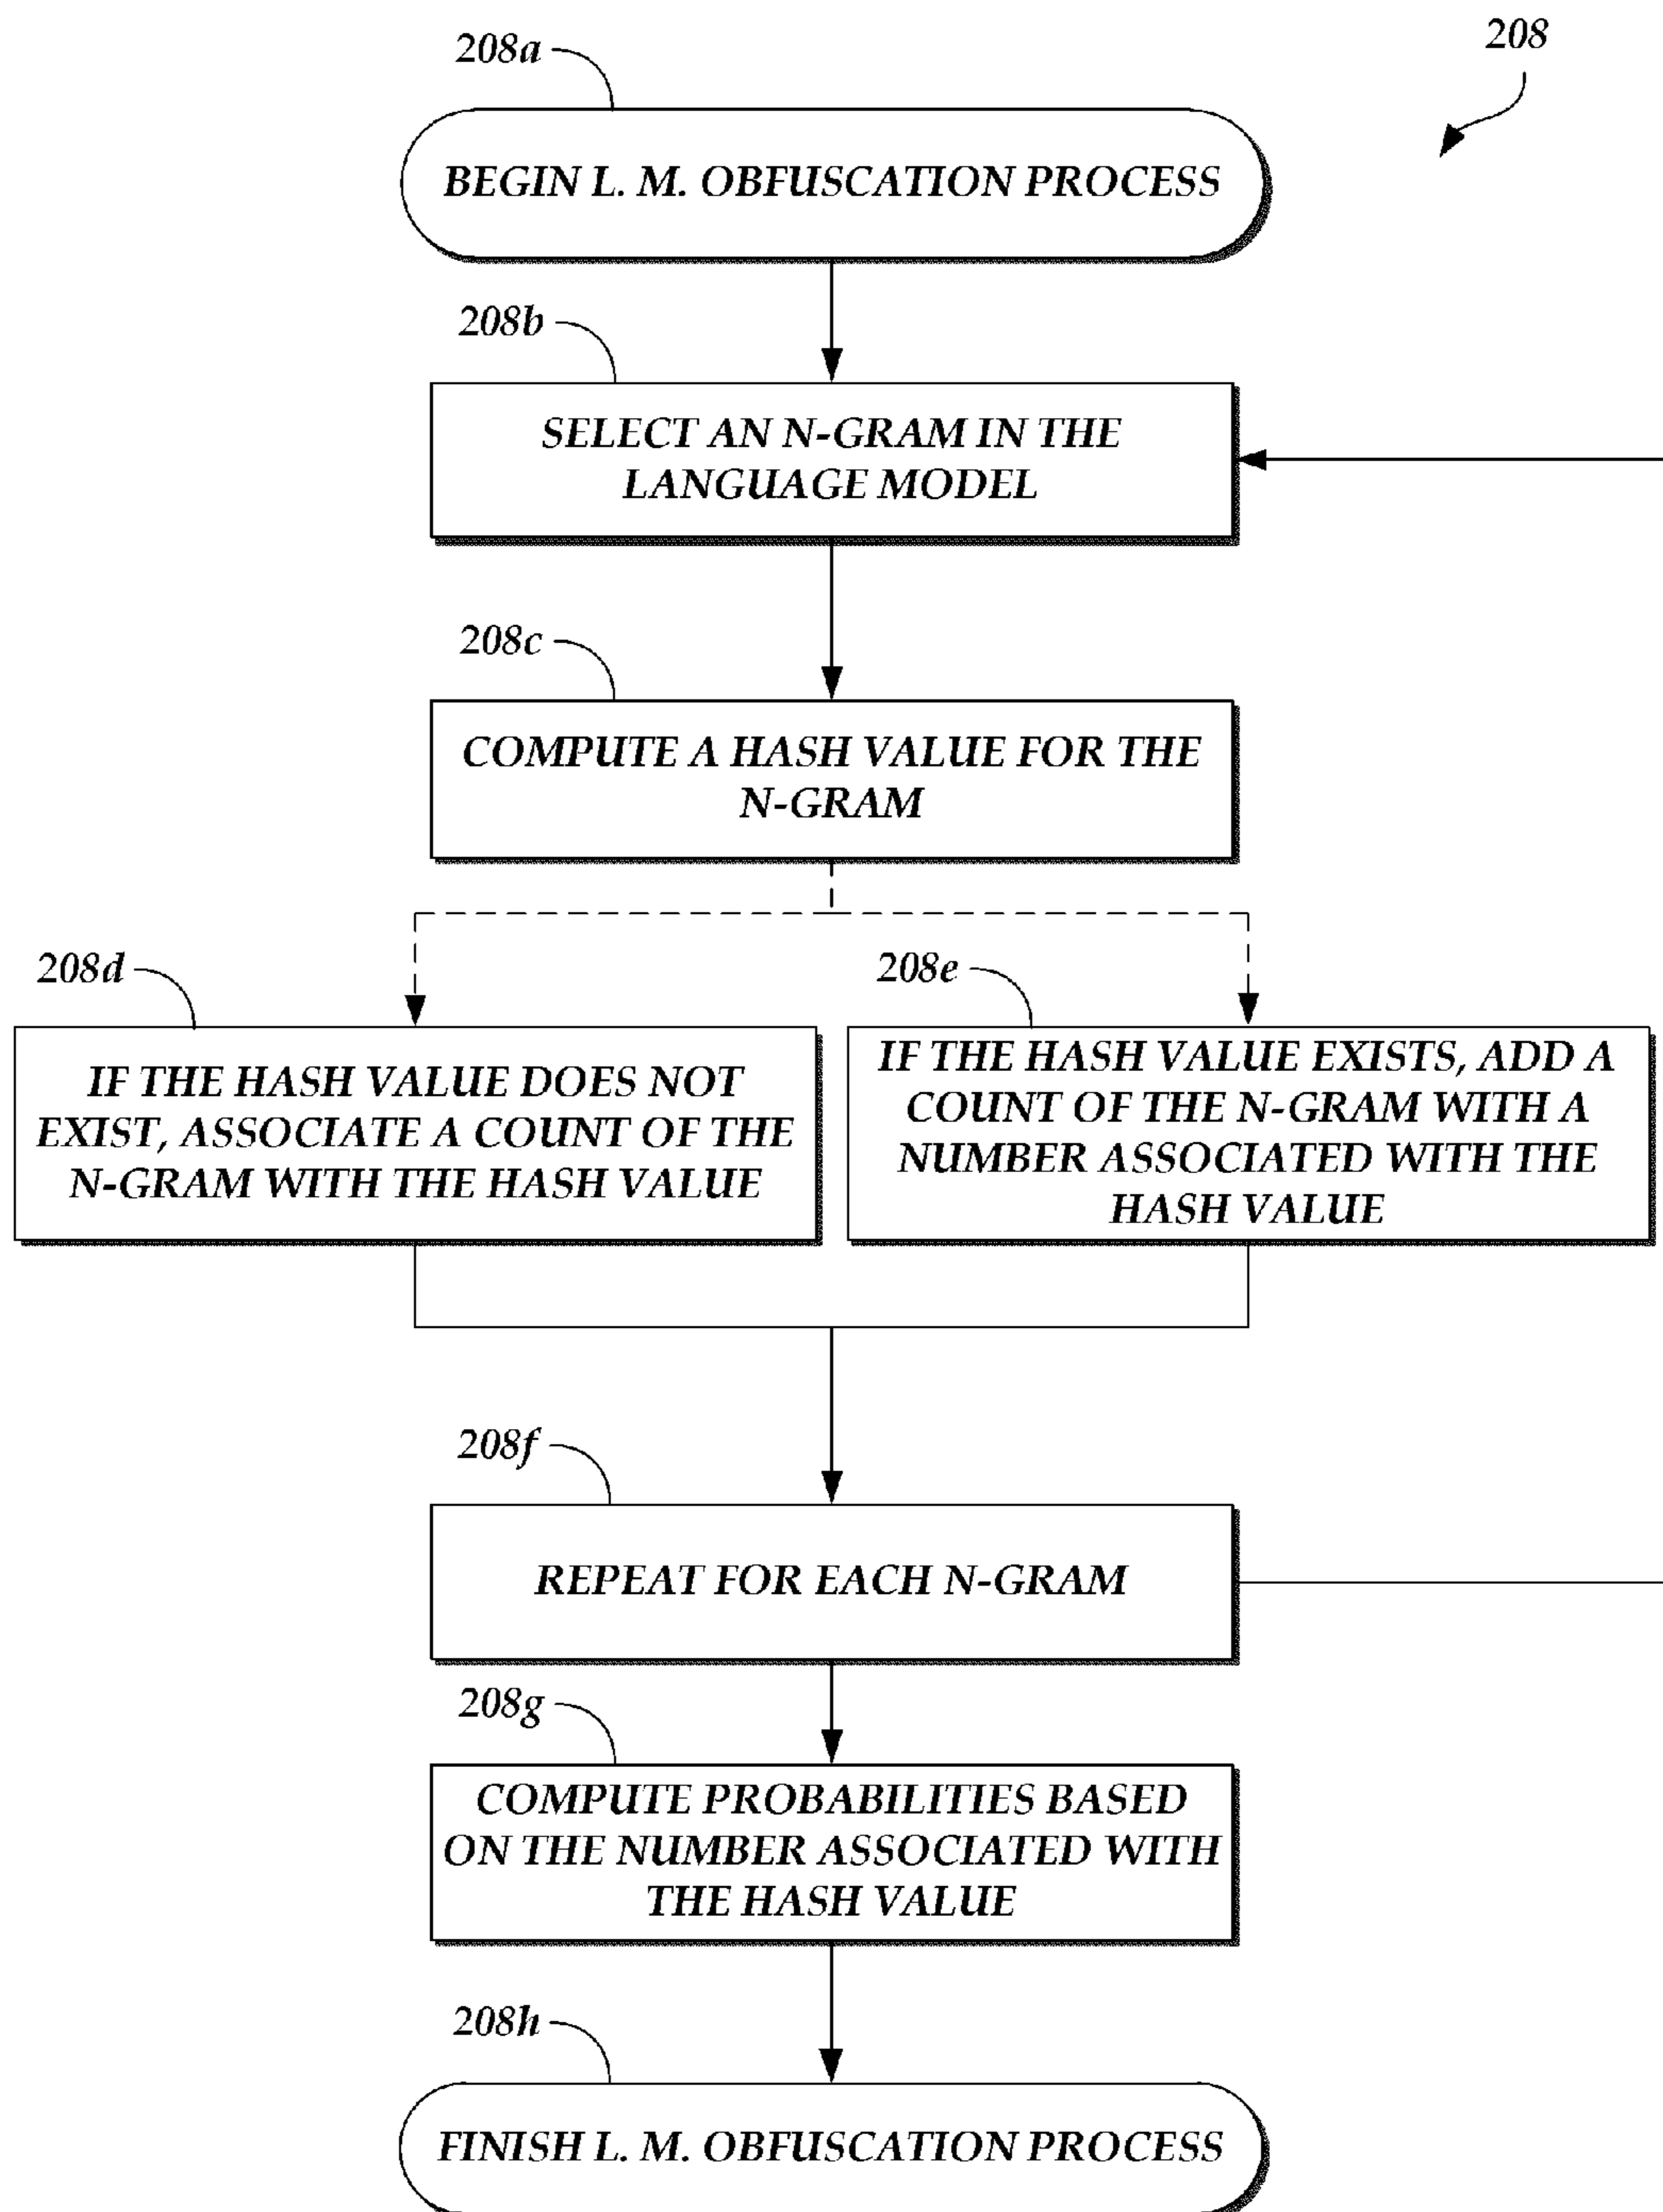 208a
208
BEGIN L. M. OBFUSCATION PROCESS
208b
SELECT AN N-GRAM IN THE
LANGUAGE MODEL
208c
COMPUTE A HASH VALUE FOR THE
N-GRAM
208d
IF THE HASH VALUE DOES NOT
EXIST, ASSOCIATE A COUNT OF THE
N-GRAM WITH THE HASH VALUE
208e
IF THE HASH VALUE EXISTS, ADD A
COUNT OF THE N-GRAM WITH A
NUMBER ASSOCIATED WITH THE
HASH VALUE
208f
REPEAT FOR EACH N-GRAM
208g
COMPUTE PROBABILITIES BASED
ON THE NUMBER ASSOCIATED WITH
THE HASH VALUE
208h
FINISH L. M. OBFUSCATION PROCESS